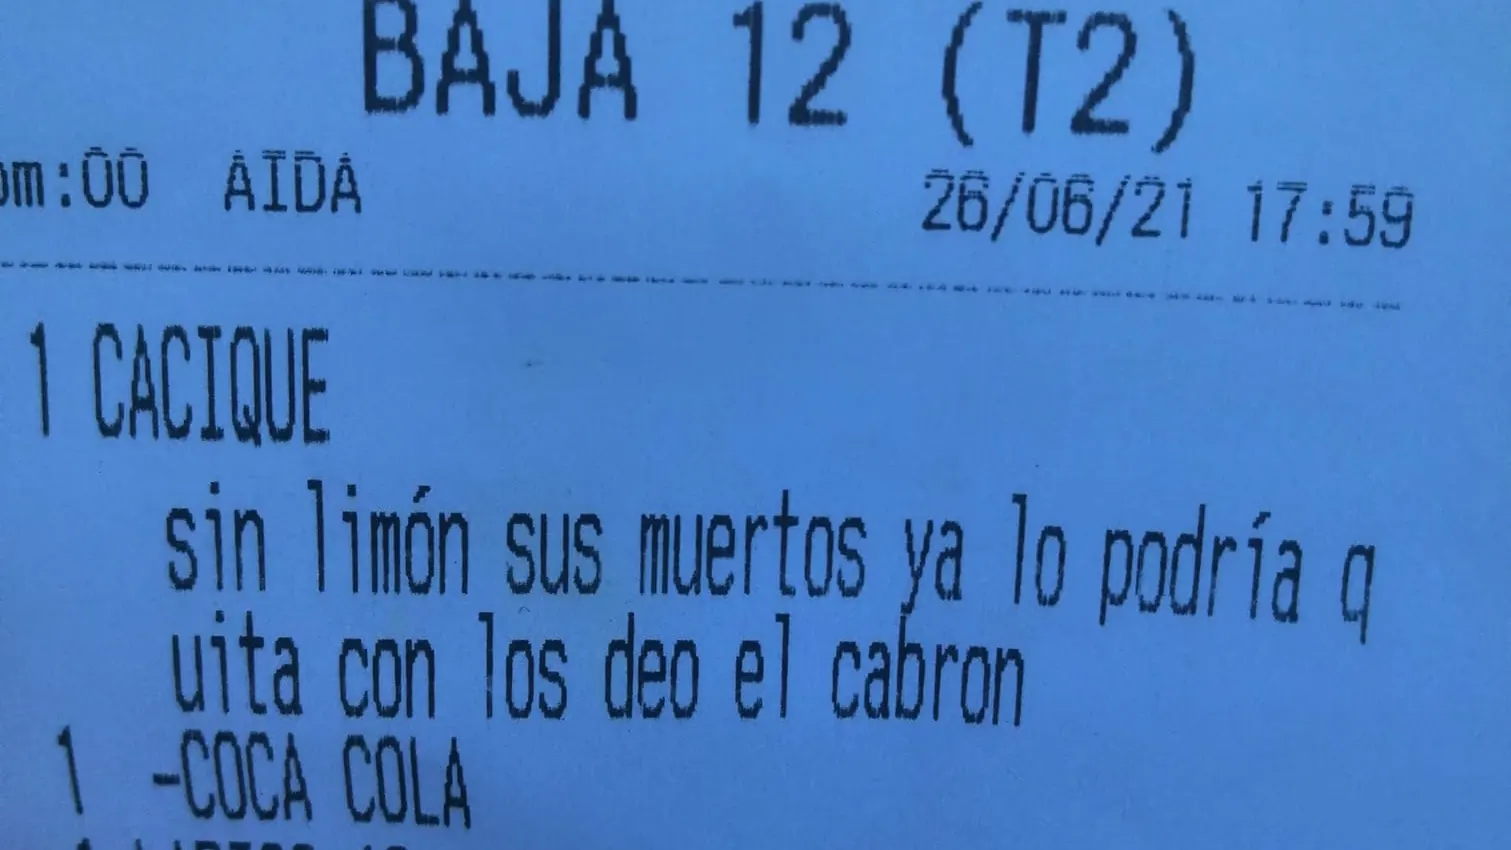 BAJA 12 (T2)
om:00 AIDA 26/06/21 17:59
1 CACIQUE
sin limón sus muertos ya lo podría q
uita con los deo el cabron
1 -COCA COLA